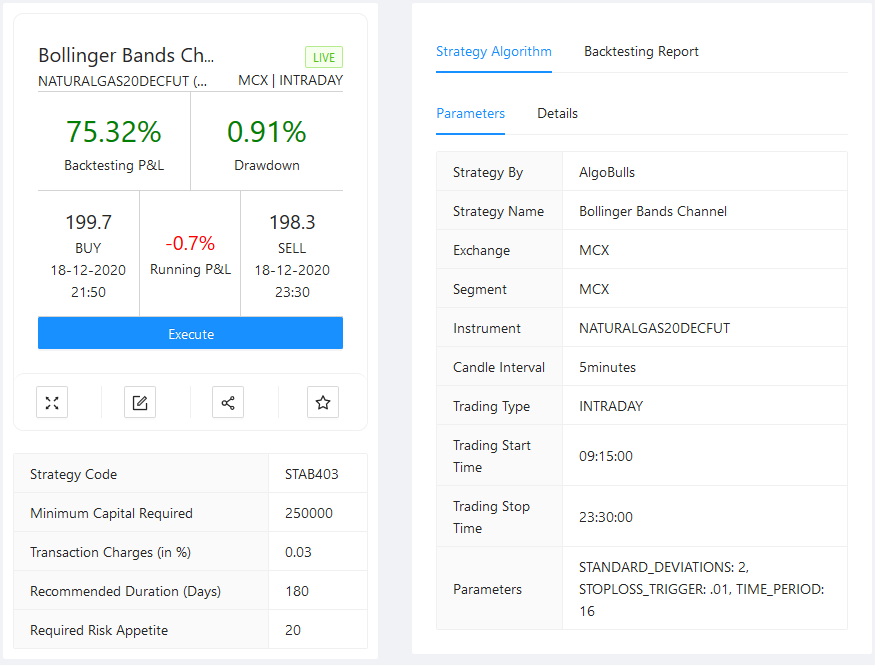 Bollinger Bands Ch...
LIVE
NATURALGAS20DECFUT (...
MCX | INTRADAY
75.32%
Backtesting P&L
0.91%
Drawdown
199.7
BUY
18-12-2020
21:50
-0.7%
Running P&L
198.3
SELL
18-12-2020
23:30
Execute
Strategy Code
STAB403
Minimum Capital Required
250000
Transaction Charges (in %)
0.03
Recommended Duration (Days)
180
Required Risk Appetite
20
Strategy Algorithm
Backtesting Report
Parameters
Details
Strategy By
AlgoBulls
Strategy Name
Bollinger Bands Channel
Exchange
MCX
Segment
MCX
Instrument
NATURALGAS20DECFUT
Candle Interval
5minutes
Trading Type
INTRADAY
Trading Start
Time
09:15:00
Trading Stop
Time
23:30:00
Parameters
STANDARD_DEVIATIONS: 2,
STOPLOSS_TRIGGER: .01, TIME_PERIOD:
16